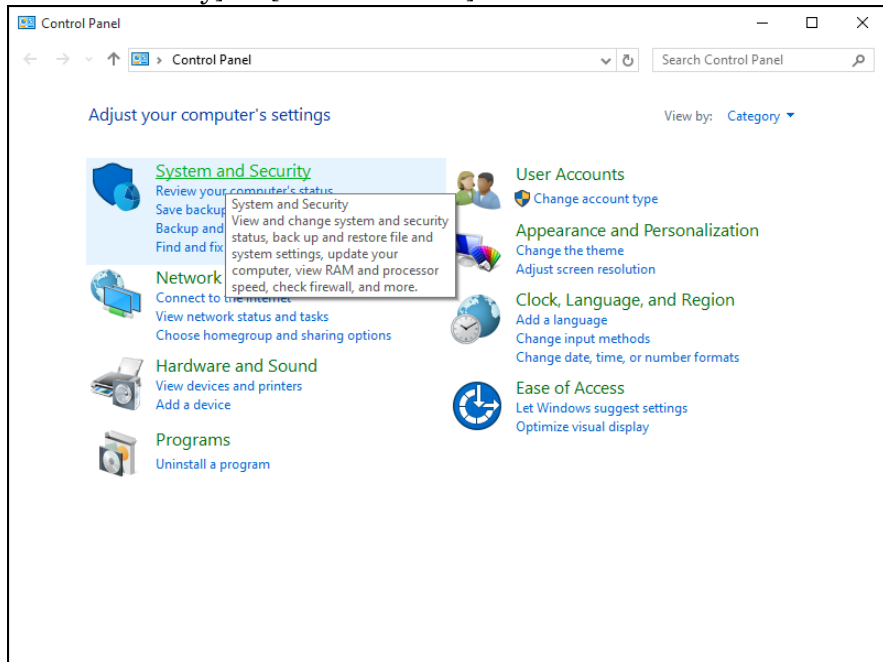 Control Panel
Control Panel
Search Control Panel
Adjust your computer's settings
View by: Category
System and Security
Review your computer's status
Save backup
Backup and
Find and fix
System and Security
View and change system and security
status, back up and restore file and
system settings, update your
computer, view RAM and processor
speed, check firewall, and more.
Network
Connect to the Internet
View network status and tasks
Choose homegroup and sharing options
Hardware and Sound
View devices and printers
Add a device
Programs
Uninstall a program
User Accounts
Change account type
Appearance and Personalization
Change the theme
Adjust screen resolution
Clock, Language, and Region
Add a language
Change input methods
Change date, time, or number formats
Ease of Access
Let Windows suggest settings
Optimize visual display